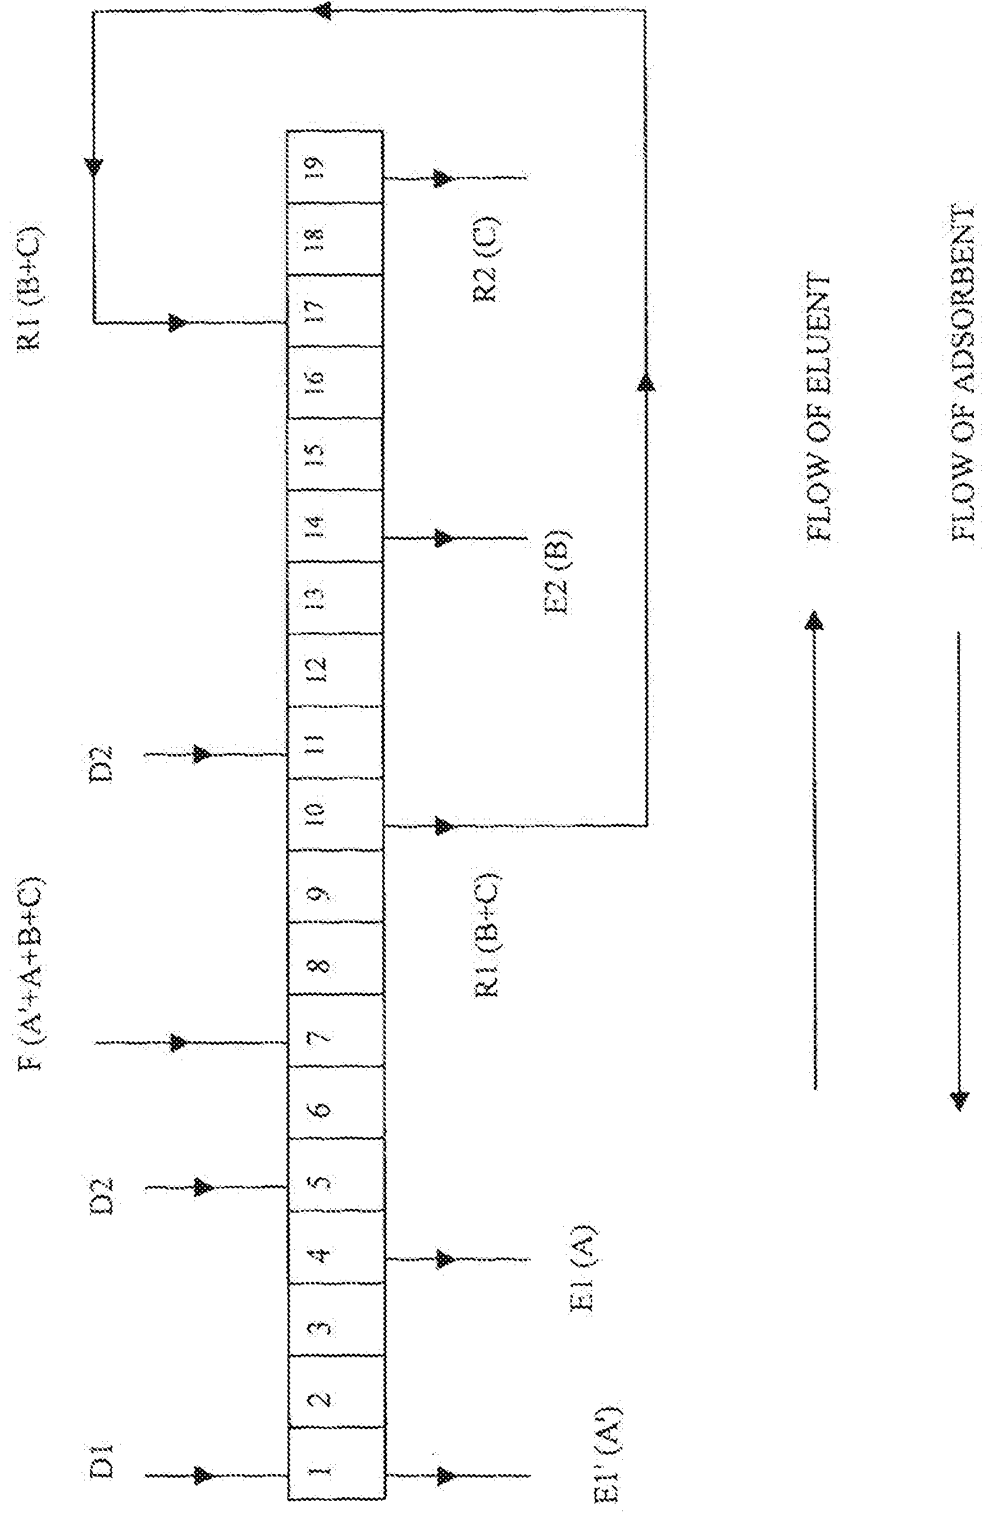 D1
D2
F (A'+A+B+C)
D2
R1 (B+C)
1
2
3
4
5
6
7
8
9
10
11
12
13
14
15
16
17
18
19
E1' (A')
E1 (A)
R1 (B+C)
E2 (B)
R2 (C)
FLOW OF ELUENT
FLOW OF ADSORBENT